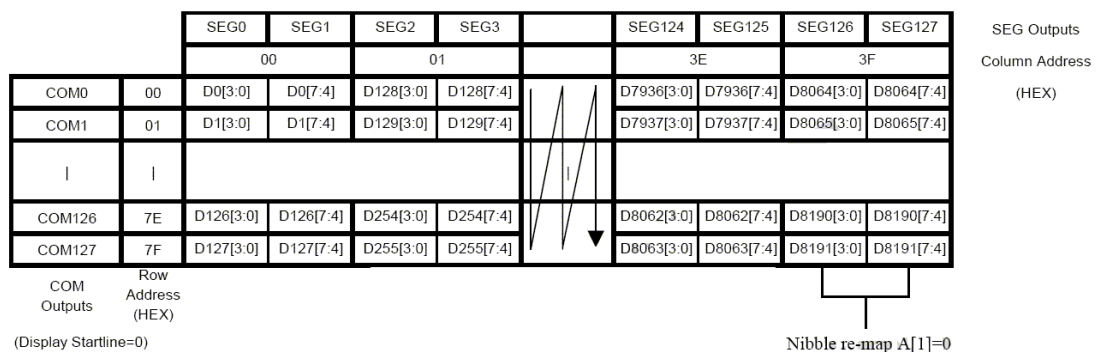 SEG0 SEG1 SEG2 SEG3 SEG124 SEG125 SEG126 SEG127 SEG Outputs
00 01 3E 3F Column Address
(HEX)
COM0 00 D0[3:0] D0[7:4] D128[3:0] D128[7:4] D7936[3:0] D7936[7:4] D8064[3:0] D8064[7:4]
COM1 01 D1[3:0] D1[7:4] D129[3:0] D129[7:4] D7937[3:0] D7937[7:4] D8065[3:0] D8065[7:4]
| | |
COM126 7E D126[3:0] D126[7:4] D254[3:0] D254[7:4] D8062[3:0] D8062[7:4] D8190[3:0] D8190[7:4]
COM127 7F D127[3:0] D127[7:4] D255[3:0] D255[7:4] D8063[3:0] D8063[7:4] D8191[3:0] D8191[7:4]
COM
Outputs
Row
Address
(HEX)
(Display Startline=0)
Nibble re-map A[1]=0